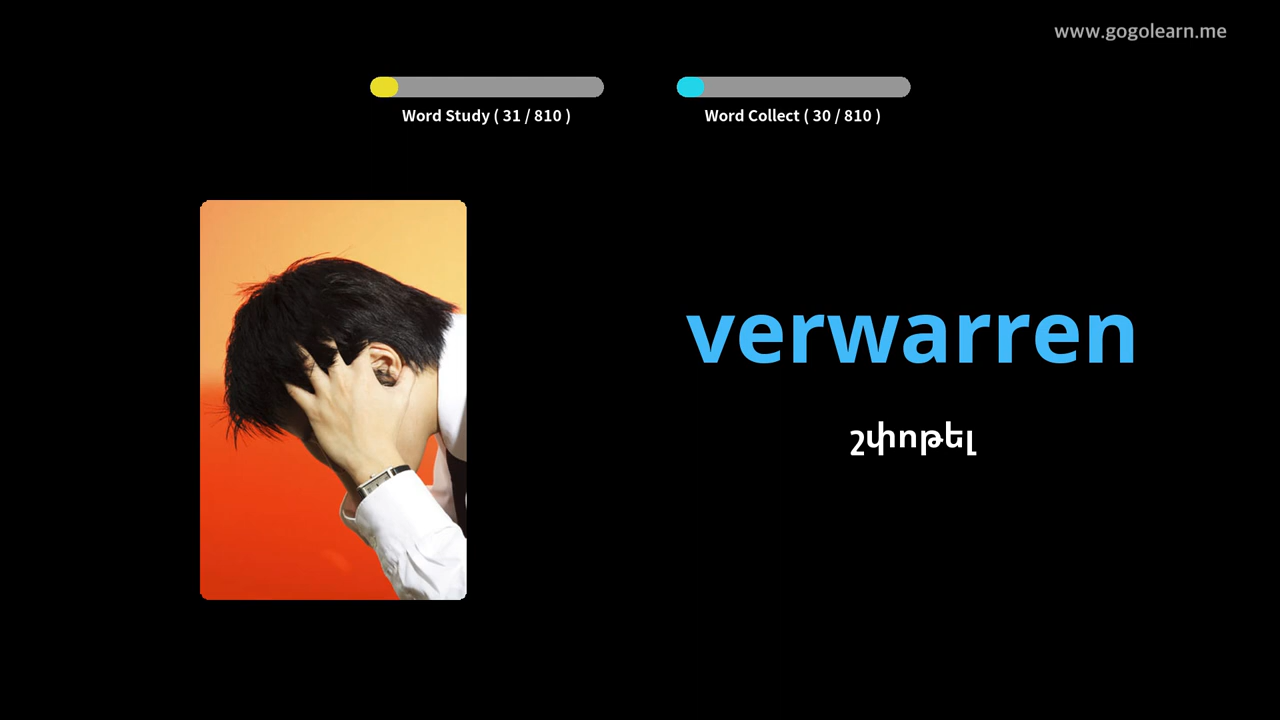 www.gogolearn.me
Word Study ( 31 / 810 )
Word Collect ( 30 / 810 )
verwarren
շփոթել